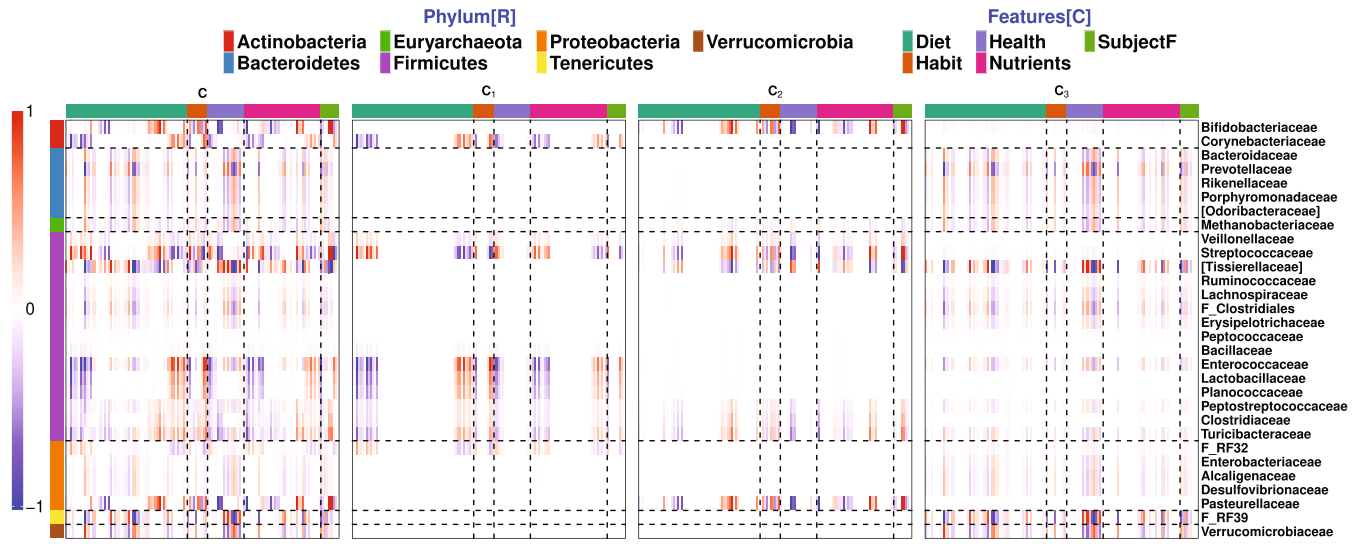 Phylum[R] Features[C]
Actinobacteria Euryarchaeota Proteobacteria Verrucomicrobia Diet Health SubjectF
Bacteroidetes Firmicutes Tenericutes Habit Nutrients
C C₁ C₂ C₃
1
0
−1
Bifidobacteriaceae
Corynebacteriaceae
Bacteroidaceae
Prevotellaceae
Rikenellaceae
Porphyromonadaceae
[Odoribacteraceae]
Methanobacteriaceae
Veillonellaceae
Streptococcaceae
[Tissierellaceae]
Ruminococcaceae
Lachnospiraceae
F_Clostridiales
Erysipelotrichaceae
Peptococcaceae
Bacillaceae
Enterococcaceae
Lactobacillaceae
Planococcaceae
Peptostreptococcaceae
Clostridiaceae
Turicibacteraceae
F_RF32
Enterobacteriaceae
Alcaligenaceae
Desulfovibrionaceae
Pasteurellaceae
F_RF39
Verrucomicrobiaceae